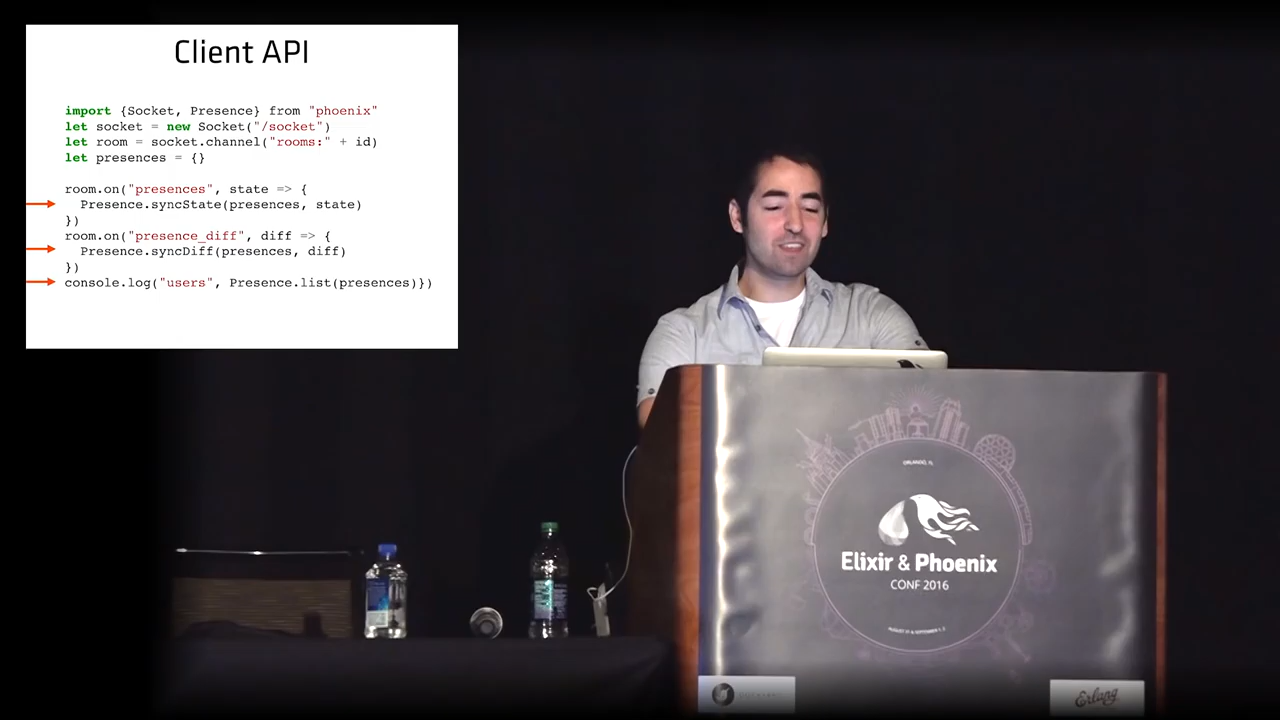 Client API
import {Socket, Presence} from "phoenix"
let socket = new Socket("/socket")
let room = socket.channel("rooms:" + id)
let presences = {}
room.on("presences", state => {
Presence.syncState(presences, state)
})
room.on("presence_diff", diff => {
Presence.syncDiff(presences, diff)
})
console.log("users", Presence.list(presences)})
ORLANDO, FL
Elixir & Phoenix
CONF 2016
Erlang